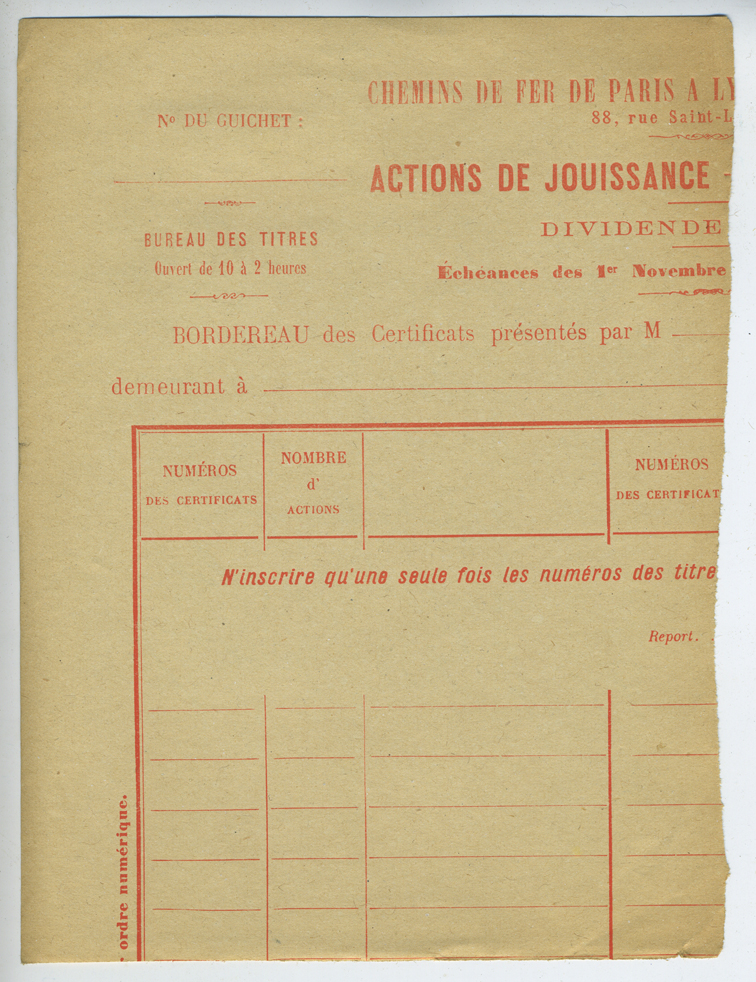 CHEMINS DE FER DE PARIS A LY
88, rue Saint-L
No DU GUICHET :
ACTIONS DE JOUISSANCE -
DIVIDENDE
BUREAU DES TITRES
Ouvert de 10 à 2 heures
Échéances des 1er Novembre
BORDEREAU des Certificats présentés par M
demeurant à
NUMÉROS
DES CERTIFICATS
NOMBRE
d'
ACTIONS
NUMÉROS
DES CERTIFICAT
N'inscrire qu'une seule fois les numéros des titre
Report. .
ordre numérique.